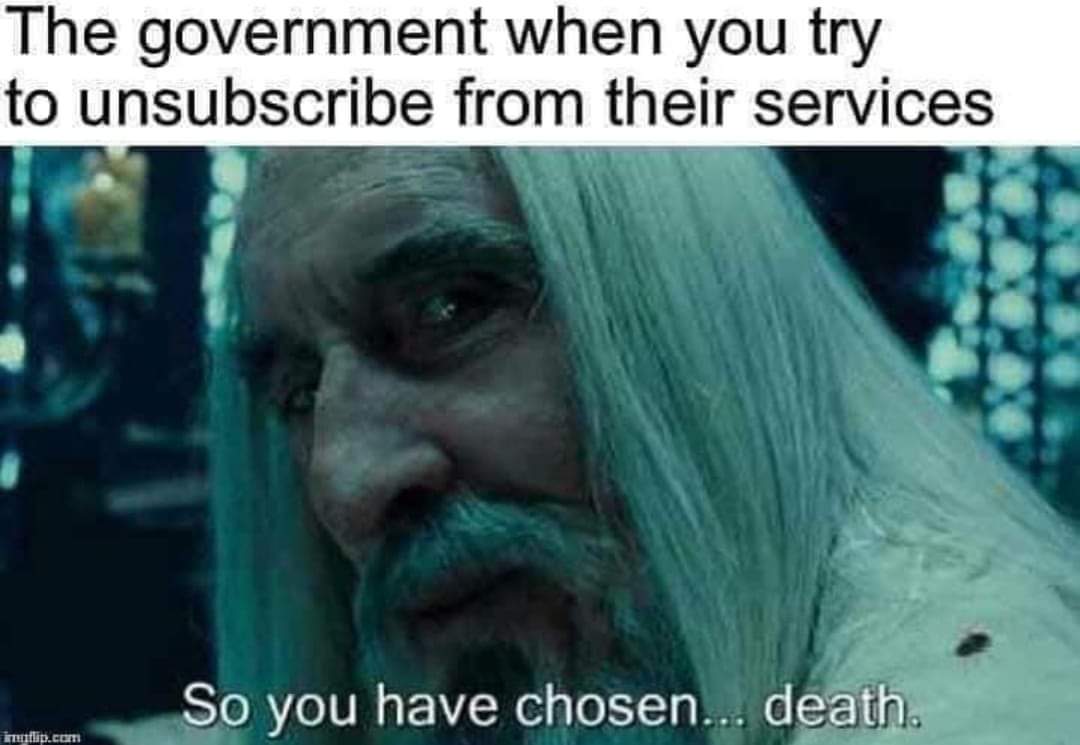 The government when you try
to unsubscribe from their services
So you have chosen... death.
imgflip.com